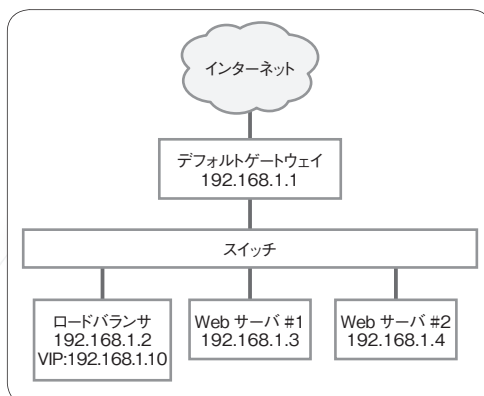 インターネット
デフォルトゲートウェイ
192.168.1.1
スイッチ
ロードバランサ
192.168.1.2
VIP:192.168.1.10
Web サーバ #1
192.168.1.3
Web サーバ #2
192.168.1.4